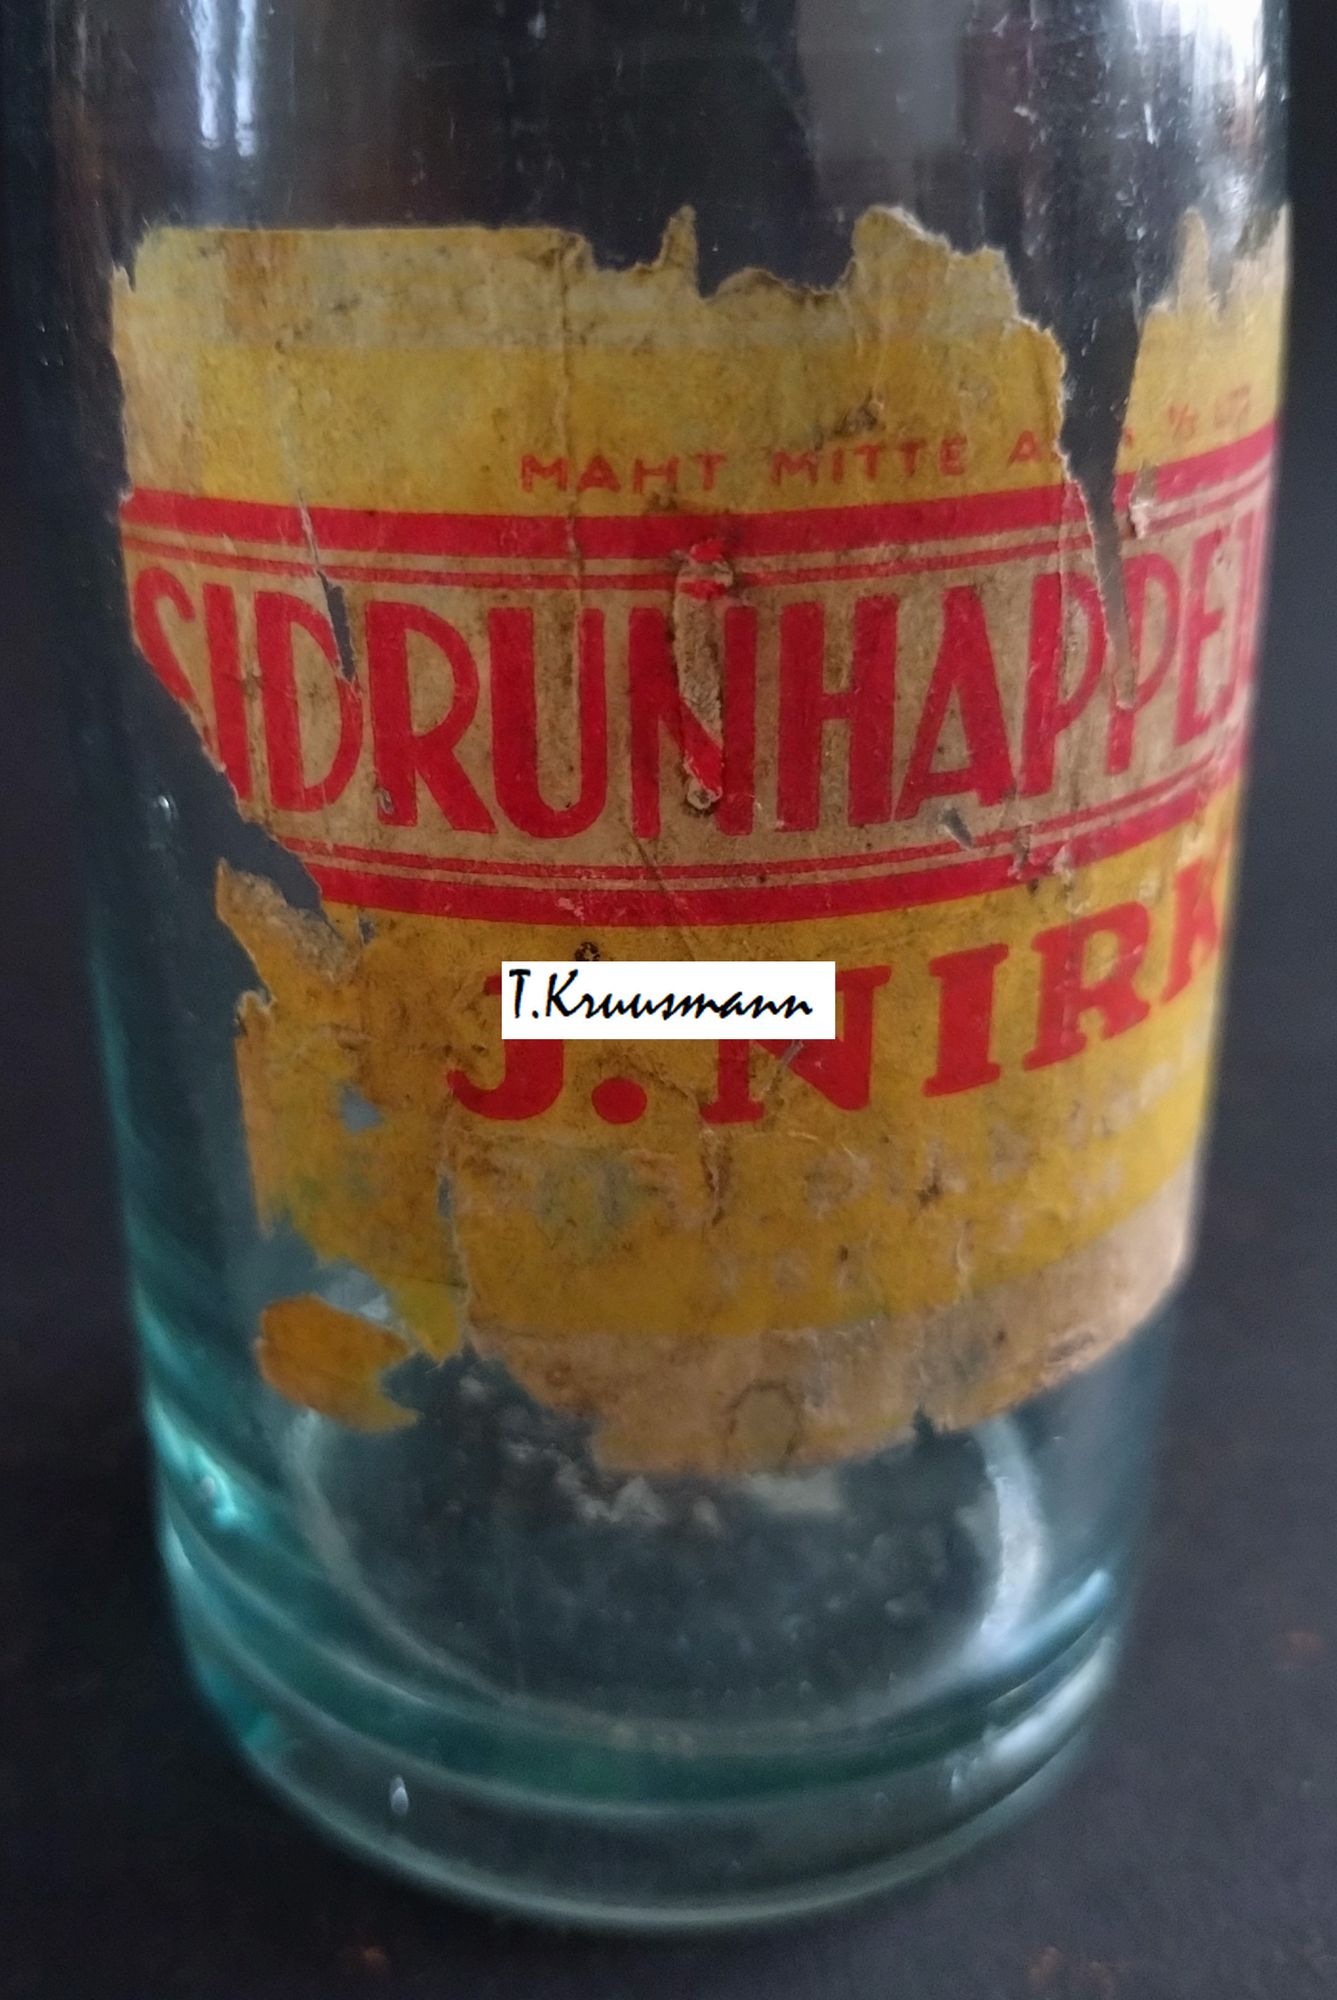 MAHT MITTE A
SIDRUNHAPPE
J. NIRK
T.Kruusmann